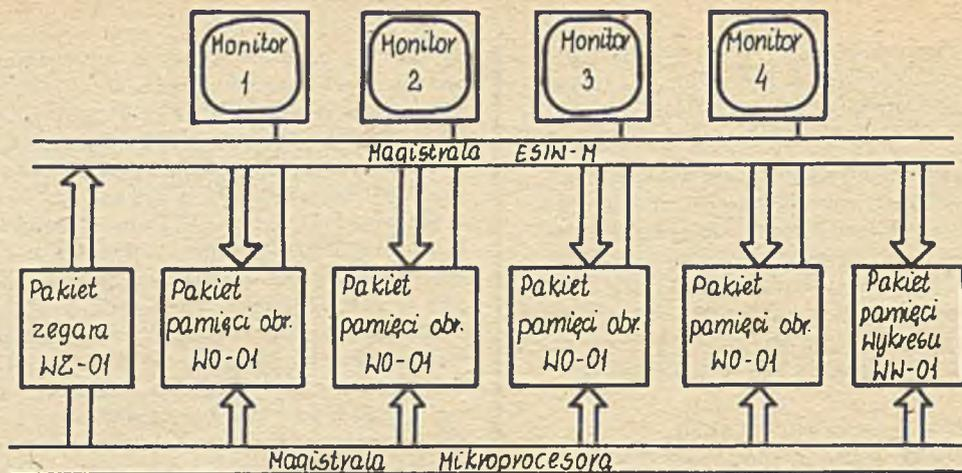 Monitor
1
Monitor
2
Monitor
3
Monitor
4
Magistrala ESIW-M
Pakiet
zegara
WZ-01
Pakiet
pamięci obr.
WO-01
Pakiet
pamięci obr.
WO-01
Pakiet
pamięci obr.
WO-01
Pakiet
pamięci obr.
WO-01
Pakiet
pamięci
Wykresu
WW-01
Magistrala Mikroprocesora